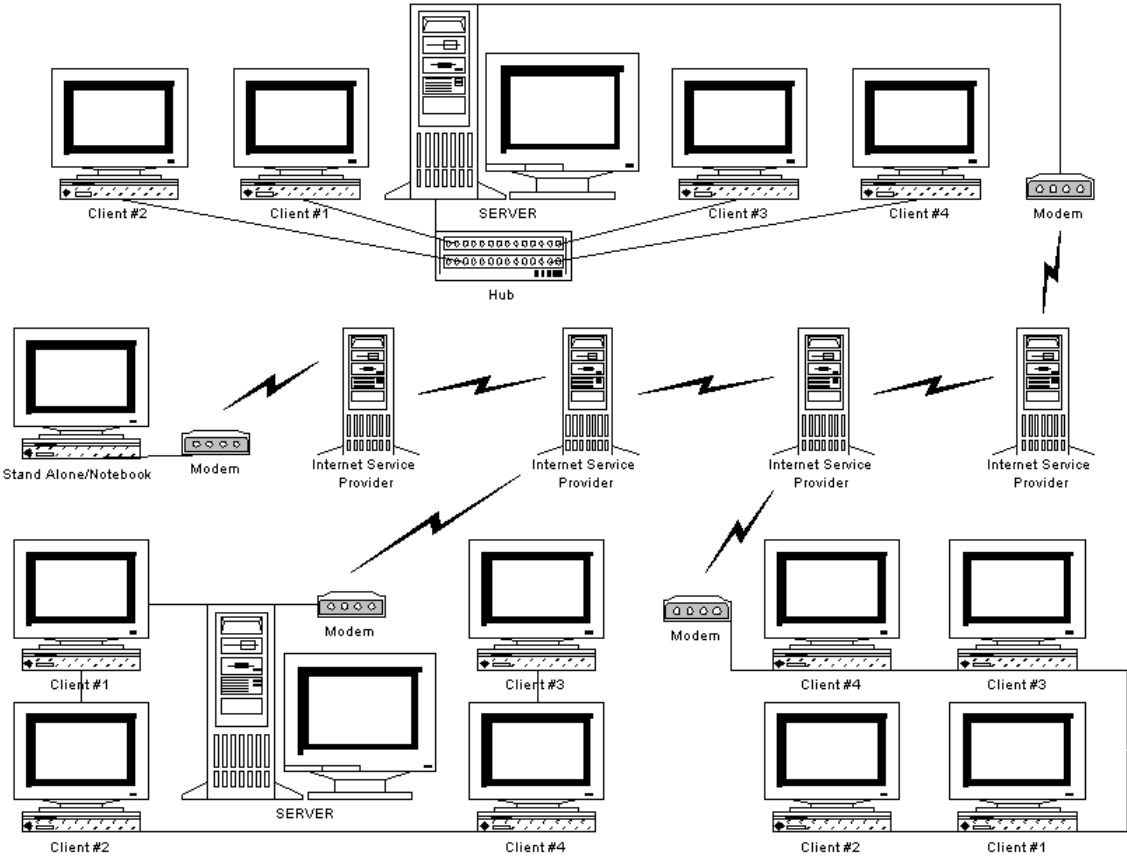 Client #2
Client #1
SERVER
Client #3
Client #4
Modem
Hub
Stand Alone/Notebook
Modem
Internet Service
Provider
Internet Service
Provider
Internet Service
Provider
Internet Service
Provider
Modem
Modem
Client #1
Client #3
Client #4
Client #3
SERVER
Client #2
Client #4
Client #2
Client #1